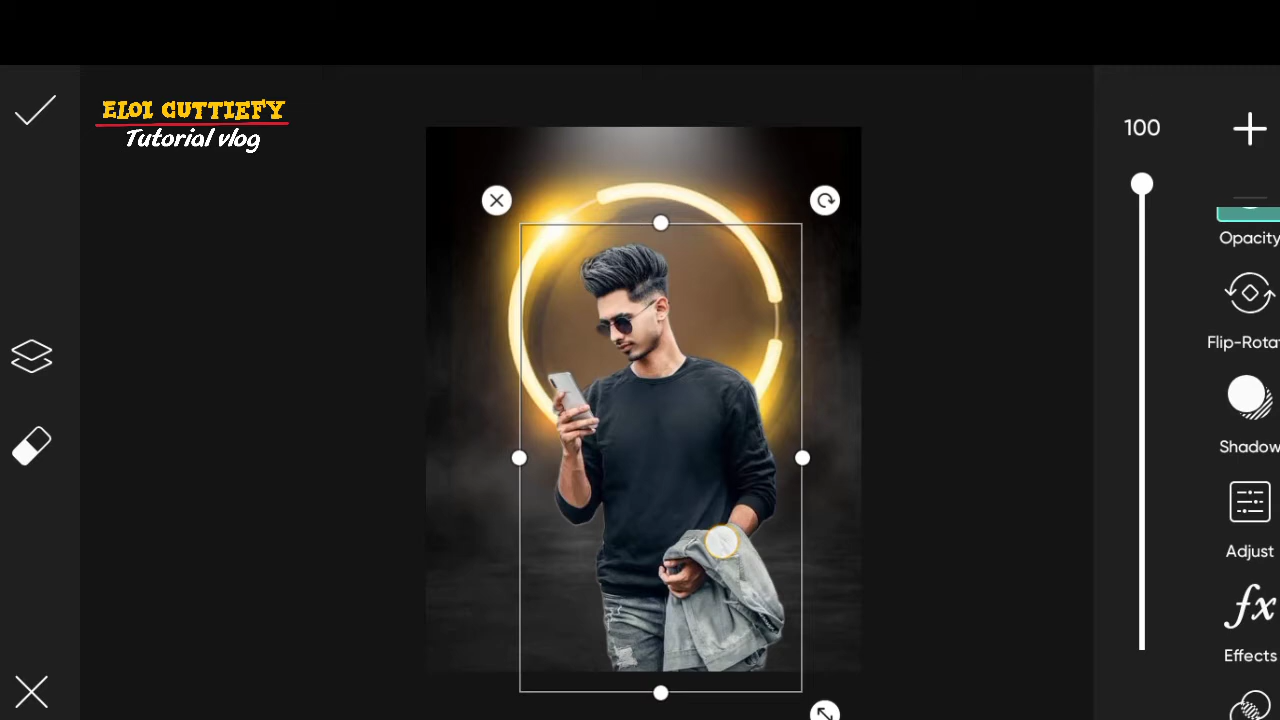 ELOI CUTTIEFY
Tutorial vlog
100
Opacity
Flip-Rotat
Shadow
Adjust
fx
Effects